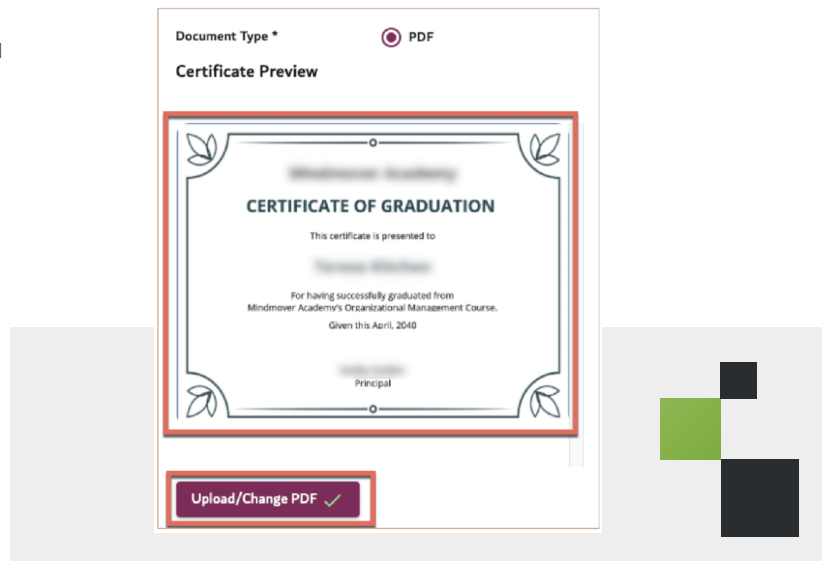 Document Type * PDF
Certificate Preview
CERTIFICATE OF GRADUATION
This certificate is presented to
For having successfully graduated from
Mindmover Academy's Organizational Management Course.
Given this April, 2040
Principal
Upload/Change PDF